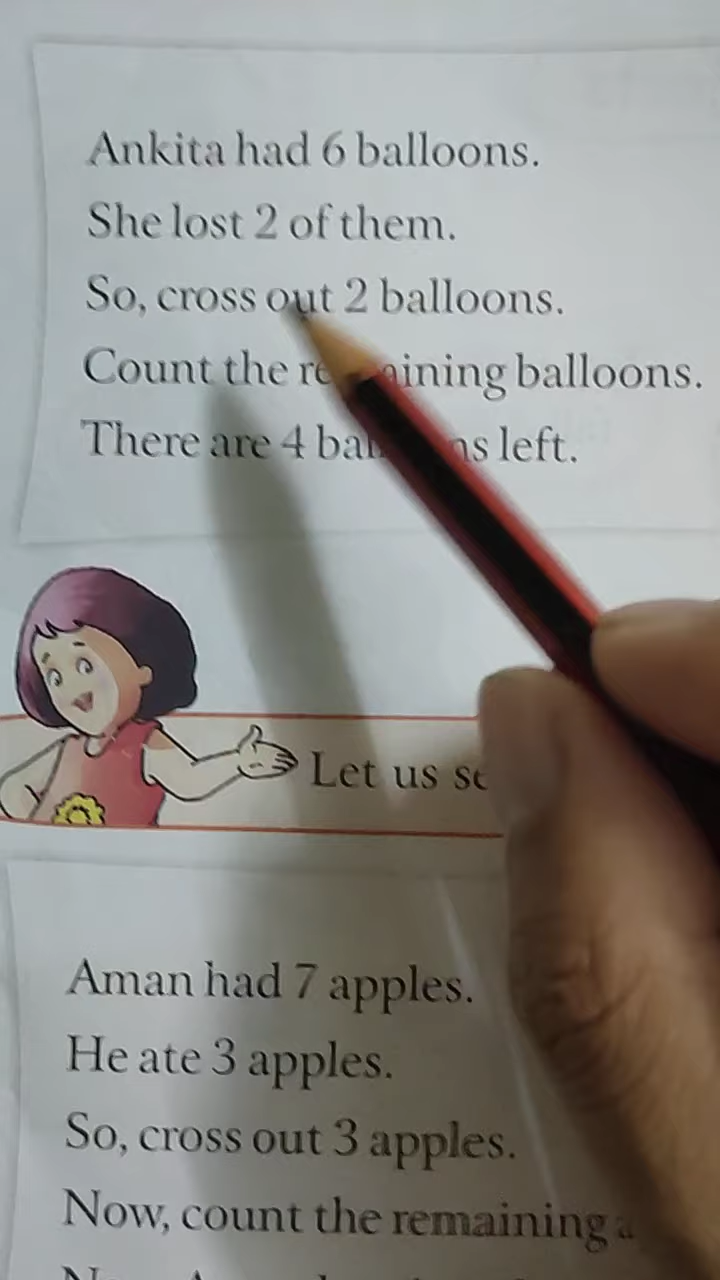 Ankita had 6 balloons.
She lost 2 of them.
So, cross out 2 balloons.
Count the balloons.
There are 4 left.
Let us
Aman had 7 apples.
He ate 3 apples.
So, cross out 3 apples.
Now, count the remaining